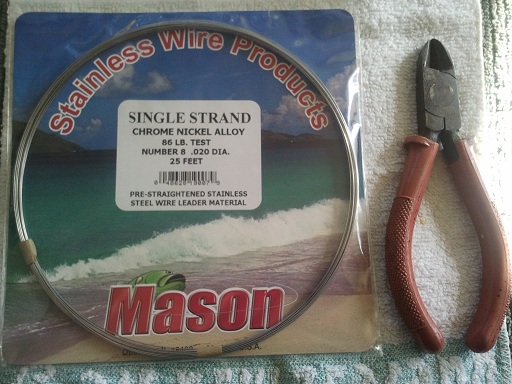 Stainless Wire Products
SINGLE STRAND
CHROME NICKEL ALLOY
86 LB. TEST
NUMBER 8 .020 DIA.
25 FEET
PRE-STRAIGHTENED STAINLESS
STEEL WIRE LEADER MATERIAL
Mason